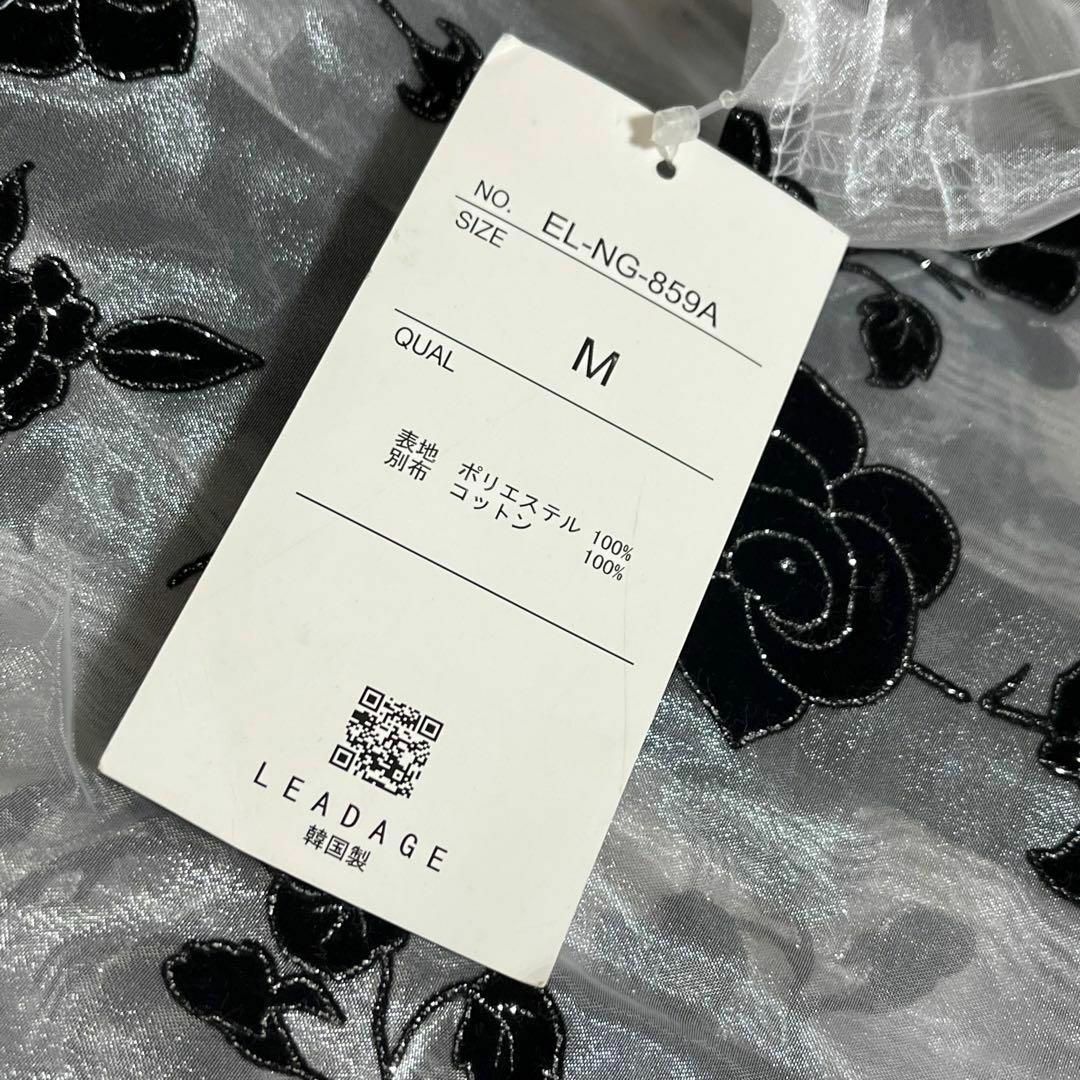 NO. EL-NG-859A
SIZE
M
QUAL
表地 ポリエステル 100%
別布 コットン 100%
LEADAGE
韓国製